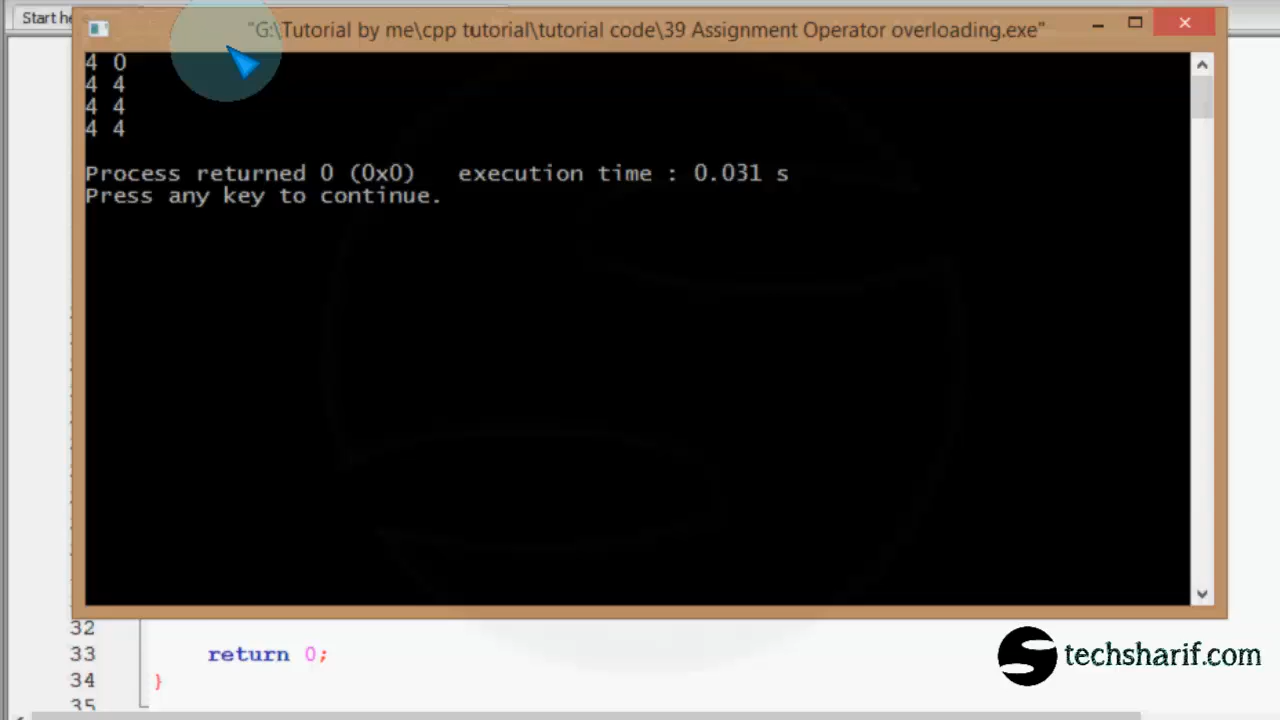 Start he
"G:\Tutorial by me\cpp tutorial\tutorial code\39 Assignment Operator overloading.exe"
4 0
4 4
4 4
4 4
Process returned 0 (0x0)   execution time : 0.031 s
Press any key to continue.
32
33 return 0;
34 }
35
techsharif.com